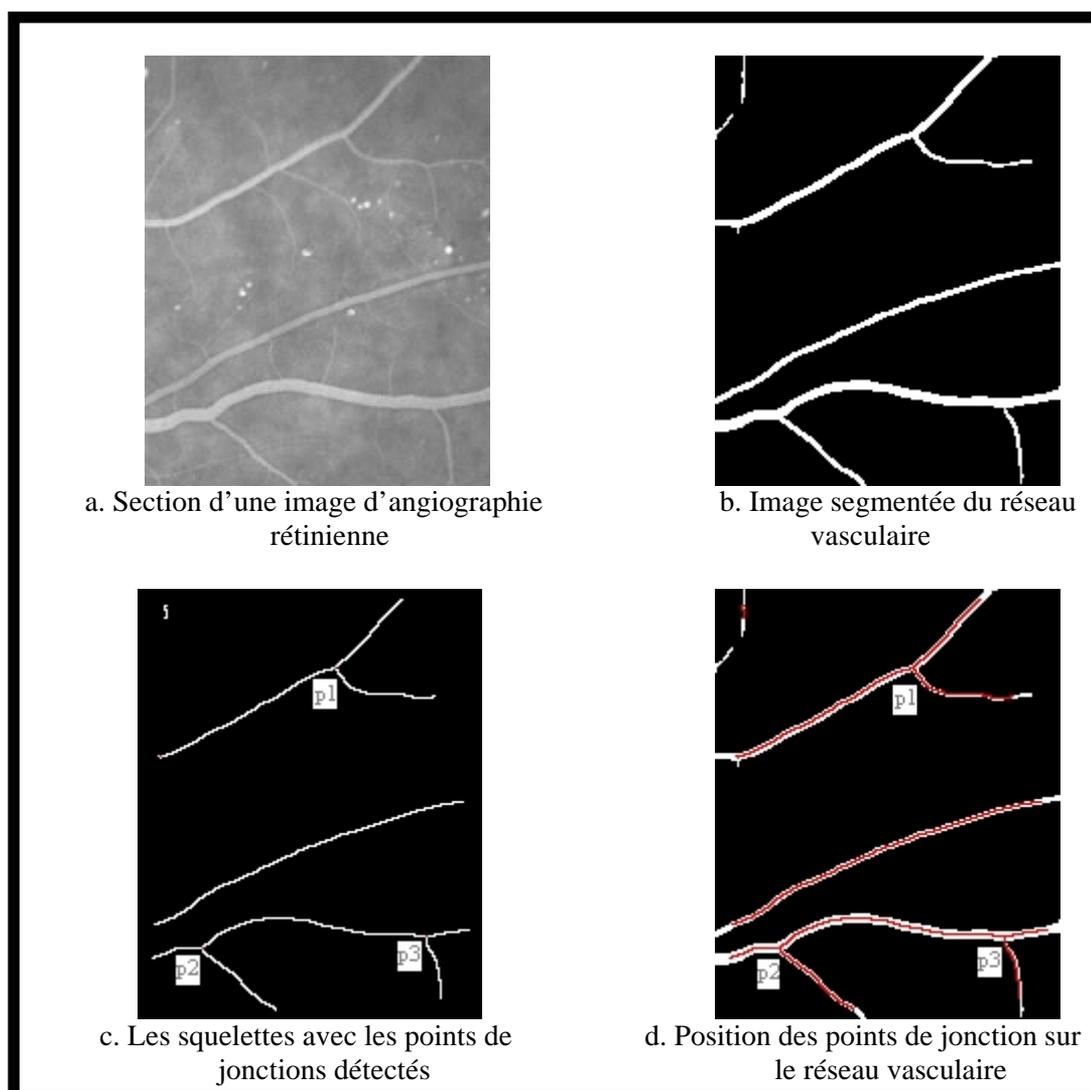 a. Section d'une image d'angiographie
rétinienne
b. Image segmentée du réseau
vasculaire
p1
p2
p3
p1
p2
p3
c. Les squelettes avec les points de
jonctions détectés
d. Position des points de jonction sur
le réseau vasculaire